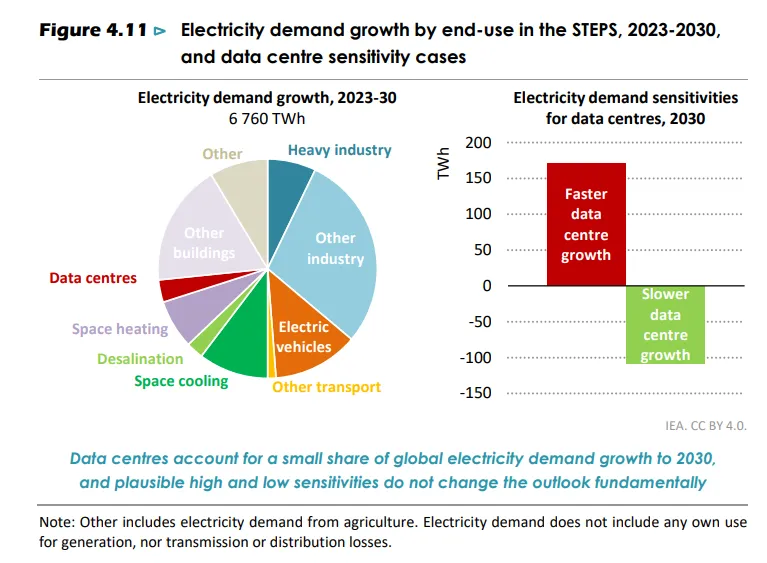 Figure 4.11 ⊳ Electricity demand growth by end-use in the STEPS, 2023-2030,
and data centre sensitivity cases
Electricity demand growth, 2023-30
6 760 TWh
Other
Heavy industry
Other
buildings
Other
industry
Data centres
Space heating
Electric
vehicles
Desalination
Space cooling
Other transport
Electricity demand sensitivities
for data centres, 2030
TWh
200
150
100
50
0
-50
-100
-150
Faster
data
centre
growth
Slower
data
centre
growth
IEA. CC BY 4.0.
Data centres account for a small share of global electricity demand growth to 2030,
and plausible high and low sensitivities do not change the outlook fundamentally
Note: Other includes electricity demand from agriculture. Electricity demand does not include any own use
for generation, nor transmission or distribution losses.